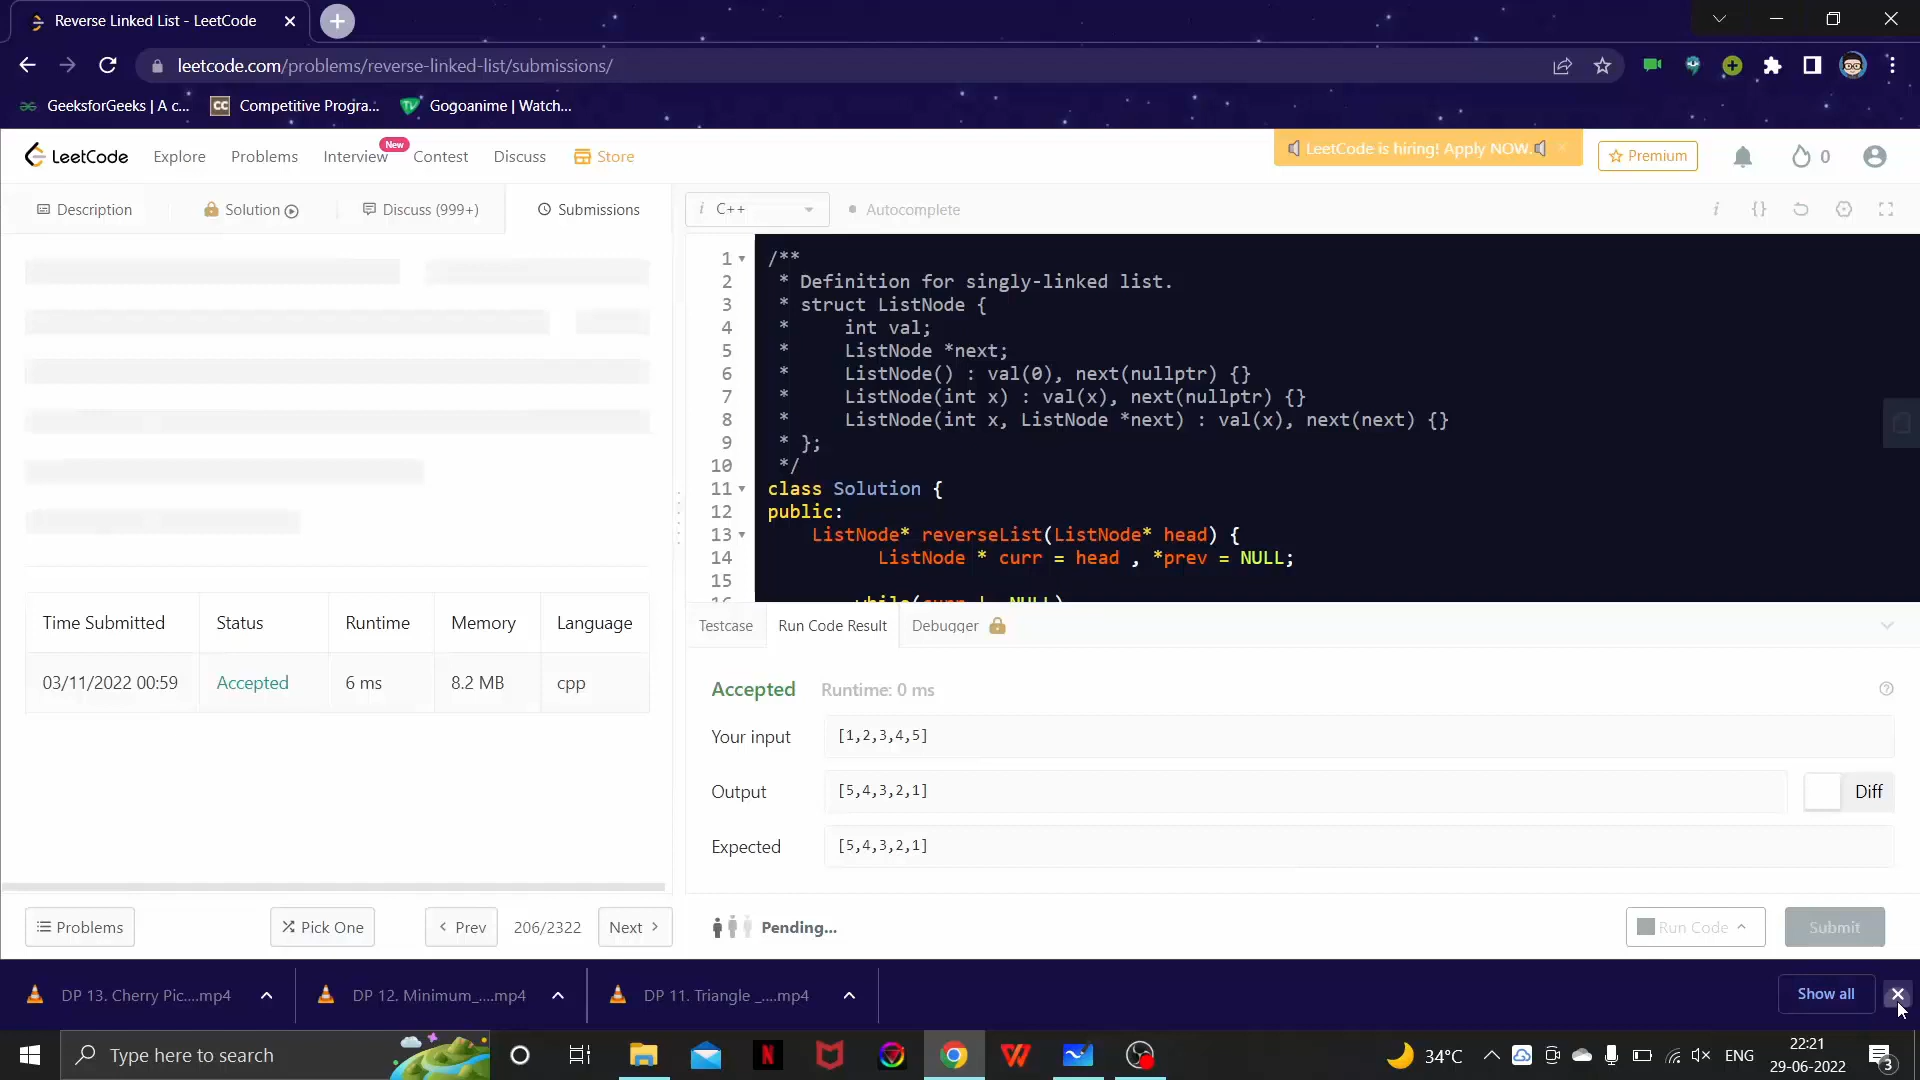 Reverse Linked List - LeetCode
leetcode.com/problems/reverse-linked-list/submissions/
GeeksforGeeks | A c...
CC Competitive Progra...
Gogoanime | Watch...
LeetCode
Explore
Problems
Interview
New
Contest
Discuss
Store
LeetCode is hiring! Apply NOW.
Premium
0
Description
Solution
Discuss (999+)
Submissions
i C++
Autocomplete
1 /**
2 * Definition for singly-linked list.
3 * struct ListNode {
4 *     int val;
5 *     ListNode *next;
6 *     ListNode() : val(0), next(nullptr) {}
7 *     ListNode(int x) : val(x), next(nullptr) {}
8 *     ListNode(int x, ListNode *next) : val(x), next(next) {}
9 * };
10 */
11 class Solution {
12 public:
13     ListNode* reverseList(ListNode* head) {
14           ListNode * curr = head , *prev = NULL;
15
Time Submitted Status Runtime Memory Language
03/11/2022 00:59 Accepted 6 ms 8.2 MB cpp
Testcase
Run Code Result
Debugger
Accepted Runtime: 0 ms
Your input [1,2,3,4,5]
Output [5,4,3,2,1]
Diff
Expected [5,4,3,2,1]
Problems
Pick One
Prev
206/2322
Next
Pending...
Run Code
Submit
DP 13. Cherry Pic....mp4
DP 12. Minimum_....mp4
DP 11. Triangle _....mp4
Show all
Type here to search
34°C
ENG
22:21
29-06-2022
3